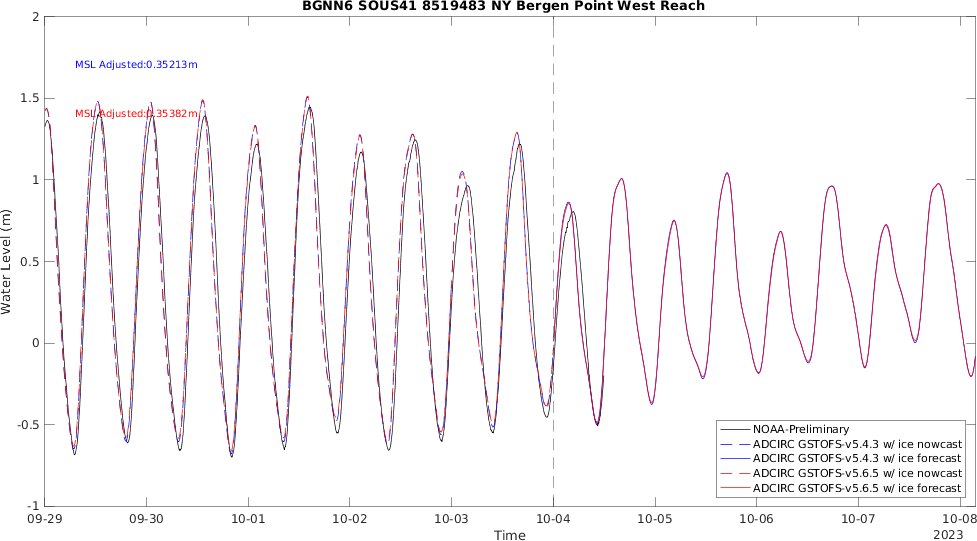 BGNN6 SOUS41 8519483 NY Bergen Point West Reach
2
1.5
1
0.5
0
-0.5
-1
Water Level (m)
MSL Adjusted:0.35213m
MSL Adjusted:0.35382m
NOAA-Preliminary
ADCIRC GSTOFS-v5.4.3 w/ ice nowcast
ADCIRC GSTOFS-v5.4.3 w/ ice forecast
ADCIRC GSTOFS-v5.6.5 w/ ice nowcast
ADCIRC GSTOFS-v5.6.5 w/ ice forecast
09-29 09-30 10-01 10-02 10-03 10-04 10-05 10-06 10-07 10-08
Time
2023